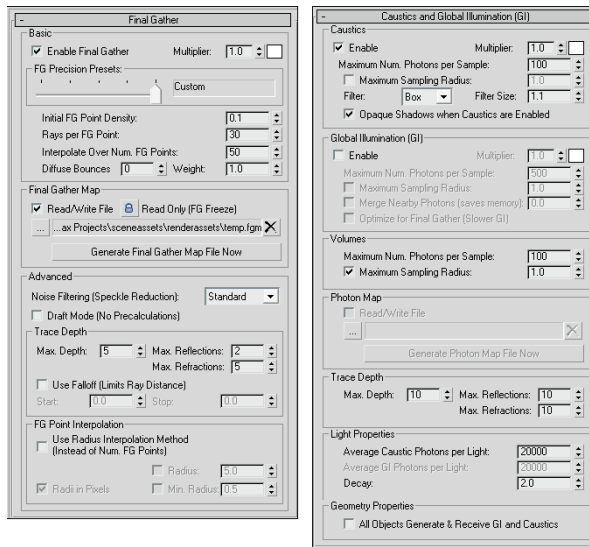 Final Gather
Basic
Enable Final Gather Multiplier: 1.0
FG Precision Presets:
Custom
Initial FG Point Density: 0.1
Rays per FG Point: 30
Interpolate Over Num. FG Points: 50
Diffuse Bounces 0 Weight: 1.0
Final Gather Map
Read/Write File Read Only (FG Freeze)
... ...ax Projects\sceneassets\renderassets\temp.fgm
Generate Final Gather Map File Now
Advanced
Noise Filtering (Speckle Reduction): Standard
Draft Mode (No Precalculations)
Trace Depth
Max. Depth: 5 Max. Reflections: 2
Max. Refractions: 5
Use Falloff (Limits Ray Distance)
Start: 0.0 Stop: 0.0
FG Point Interpolation
Use Radius Interpolation Method
(Instead of Num. FG Points)
Radius: 5.0
Radii in Pixels Min. Radius: 0.5
Caustics and Global Illumination (GI)
Caustics
Enable Multiplier: 1.0
Maximum Num. Photons per Sample: 100
Maximum Sampling Radius: 1.0
Filter: Box Filter Size: 1.1
Opaque Shadows when Caustics are Enabled
Global Illumination (GI)
Enable Multiplier: 1.0
Maximum Num. Photons per Sample: 500
Maximum Sampling Radius: 1.0
Merge Nearby Photons (saves memory): 0.0
Optimize for Final Gather (Slower GI)
Volumes
Maximum Num. Photons per Sample: 100
Maximum Sampling Radius: 1.0
Photon Map
Read/Write File
...
Generate Photon Map File Now
Trace Depth
Max. Depth: 10 Max. Reflections: 10
Max. Refractions: 10
Light Properties
Average Caustic Photons per Light: 20000
Average GI Photons per Light: 20000
Decay: 2.0
Geometry Properties
All Objects Generate & Receive GI and Caustics